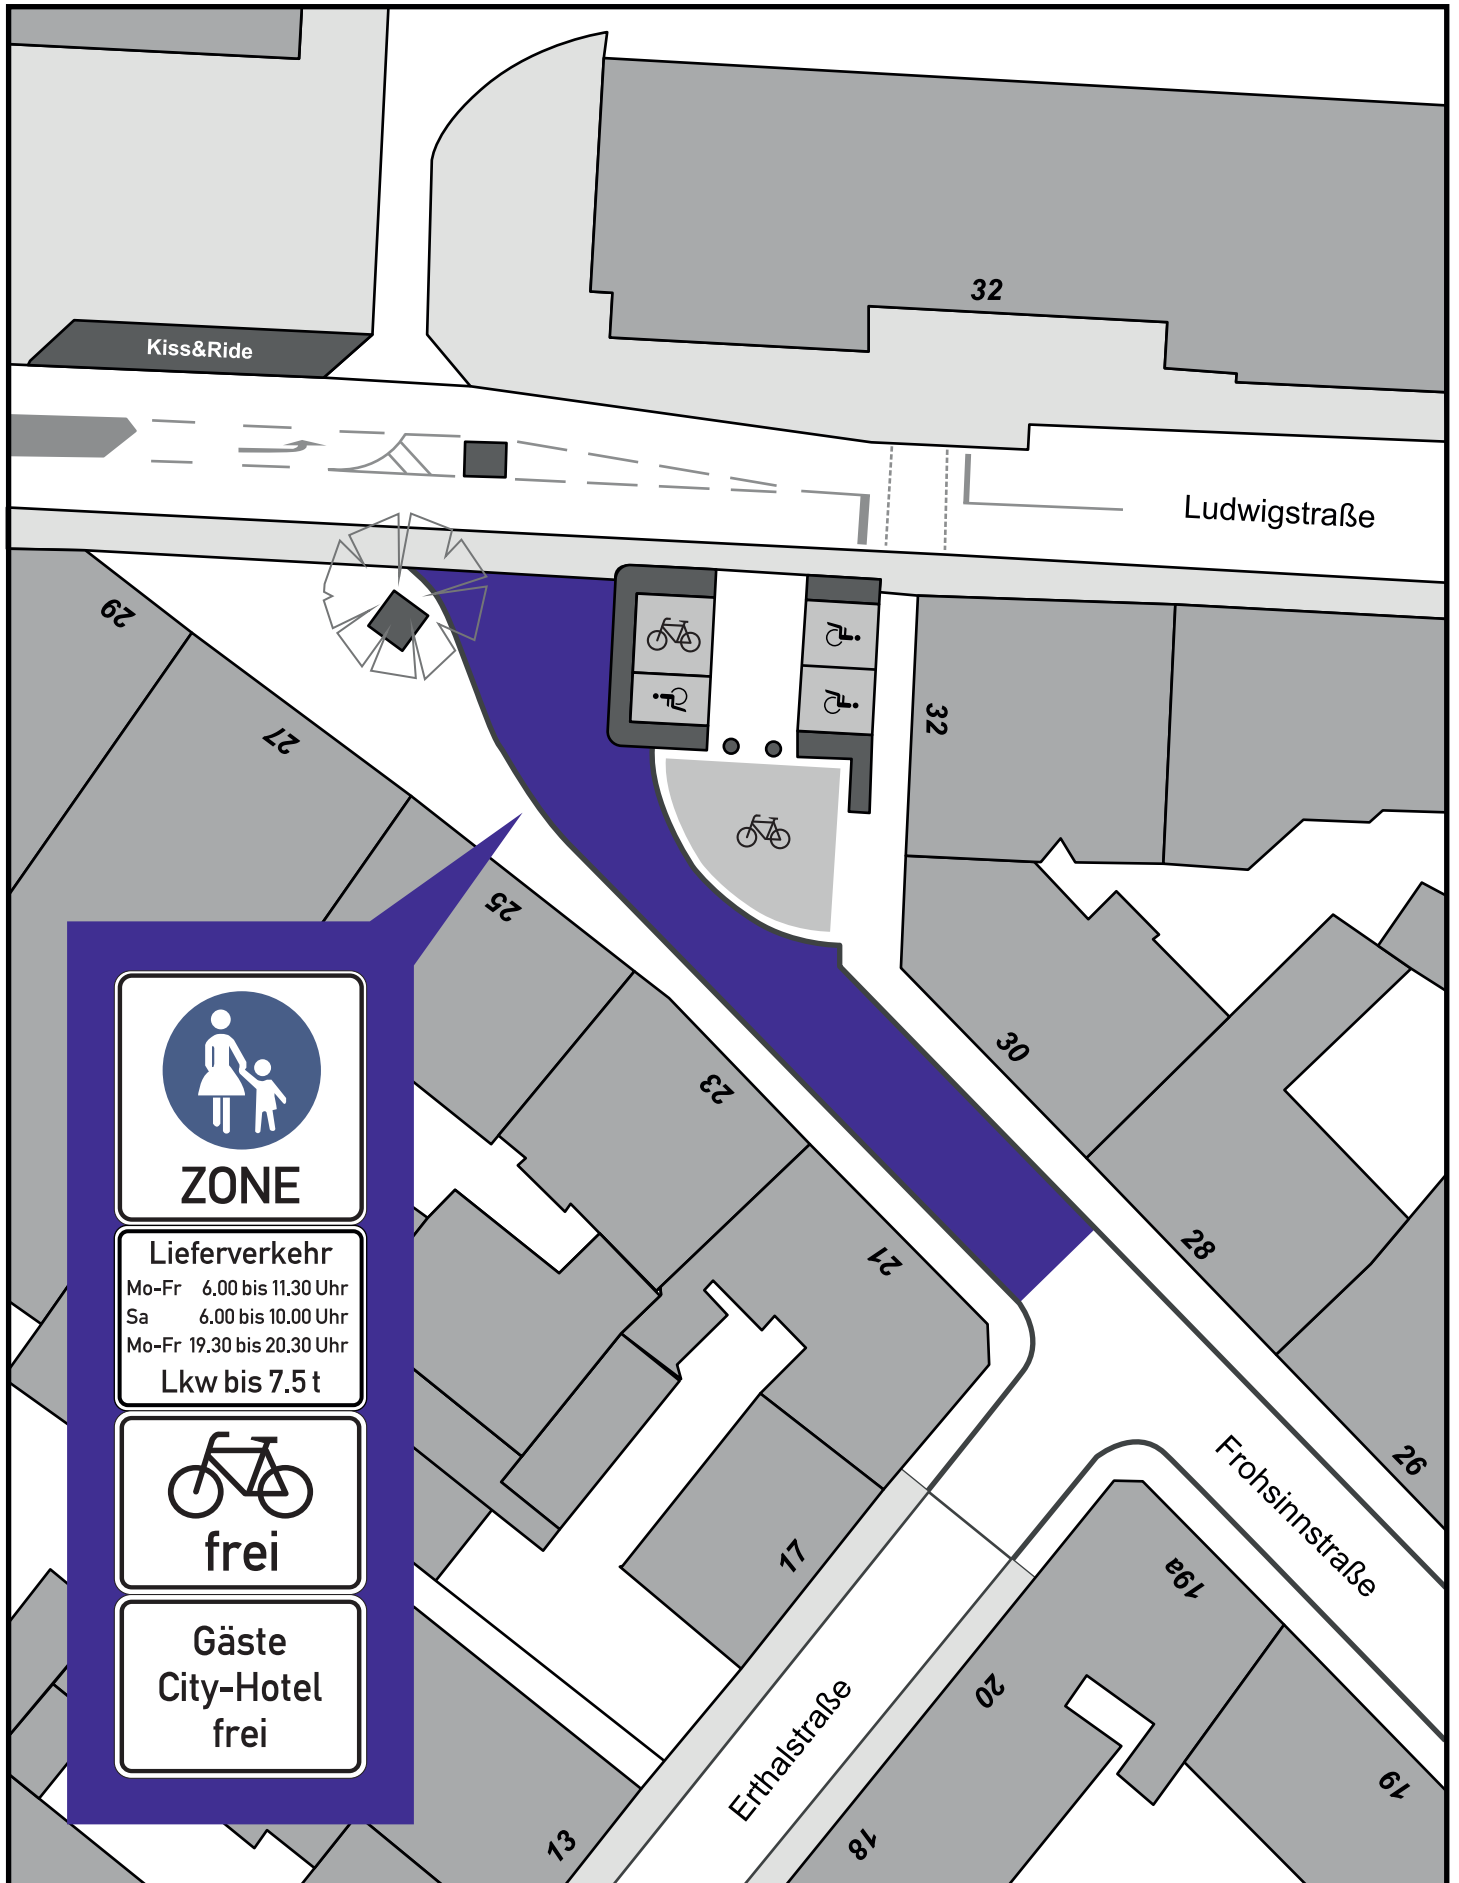 32
Kiss&Ride
Ludwigstraße
29
27
32
25
30
23
28
21
26
Frohsinnstraße
17
19a
20
Erthalstraße
19
13
18
ZONE
Lieferverkehr
Mo-Fr 6.00 bis 11.30 Uhr
Sa 6.00 bis 10.00 Uhr
Mo-Fr 19.30 bis 20.30 Uhr
Lkw bis 7.5 t
frei
Gäste
City-Hotel
frei